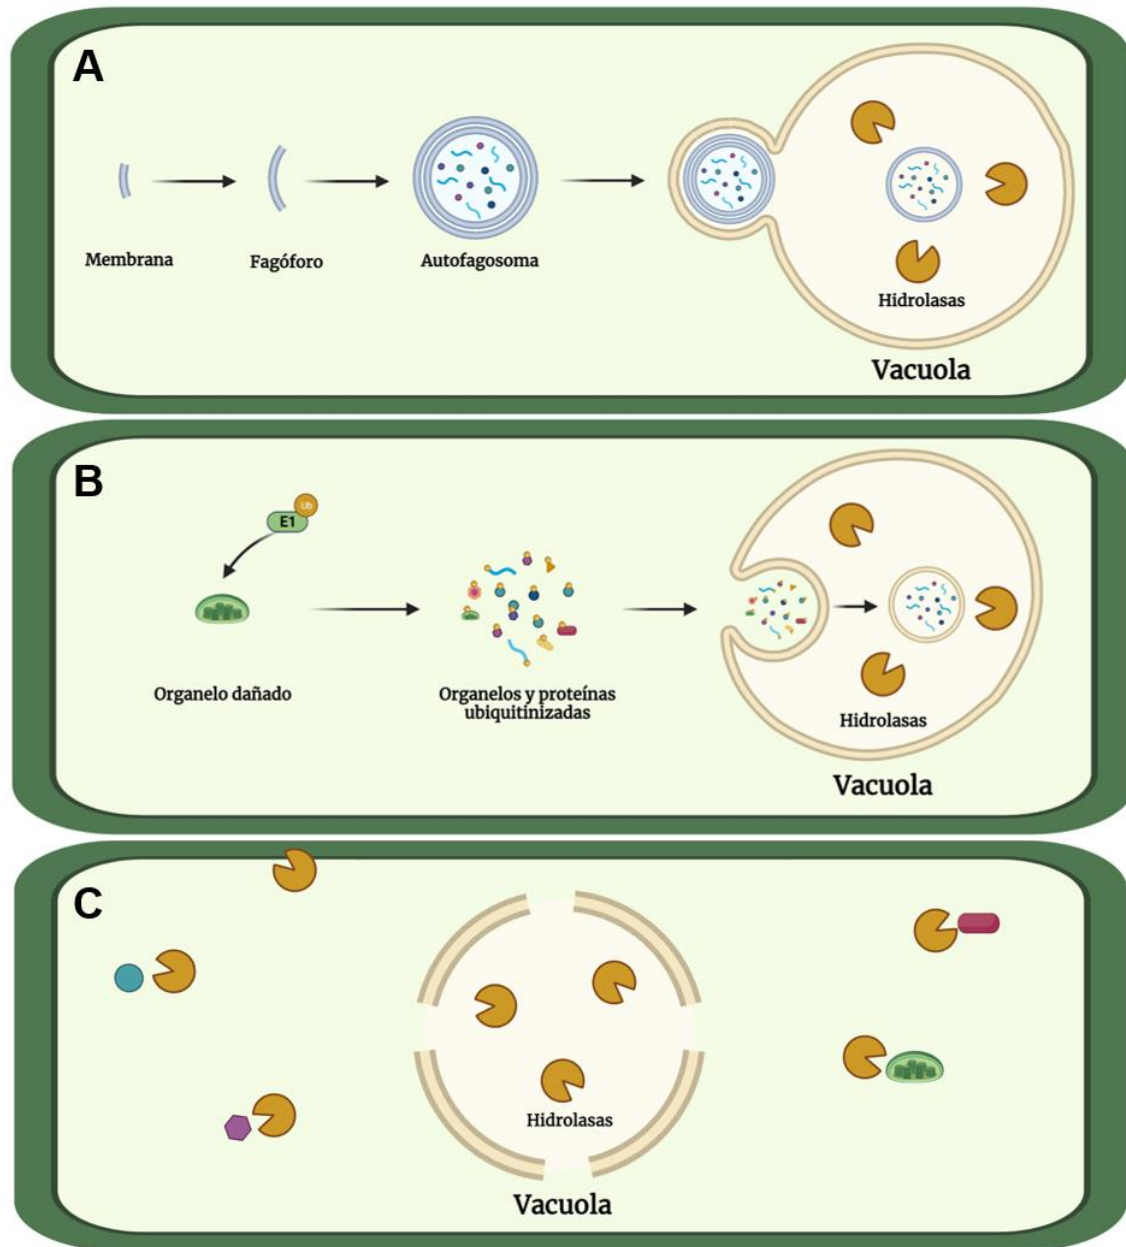 A
Membrana
Fagóforo
Autofagosoma
Hidrolasas
Vacuola
B
Ub
E1
Organelo dañado
Organelos y proteínas
ubiquitinizadas
Hidrolasas
Vacuola
C
Hidrolasas
Vacuola